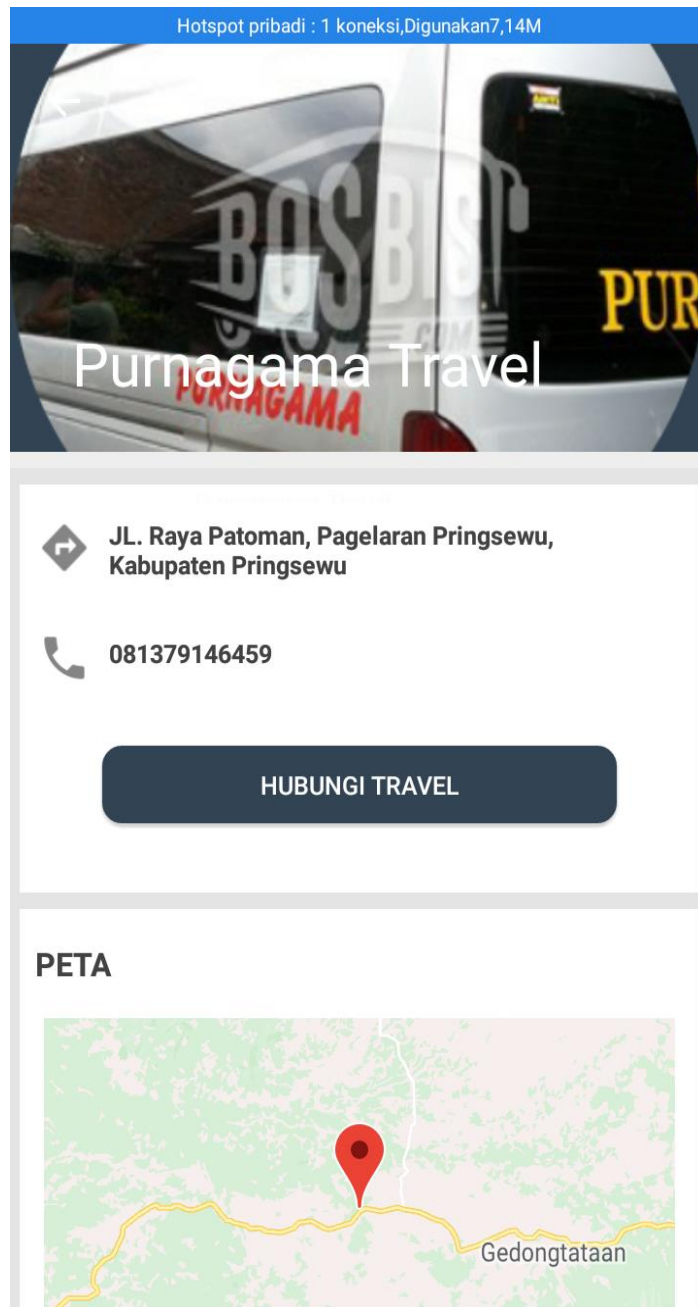 Hotspot pribadi : 1 koneksi,Digunakan7,14M
BOSBIS
.COM
PUR
Purnagama Travel
PURNAGAMA
JL. Raya Patoman, Pagelaran Pringsewu,
Kabupaten Pringsewu
081379146459
HUBUNGI TRAVEL
PETA
Gedongtataan